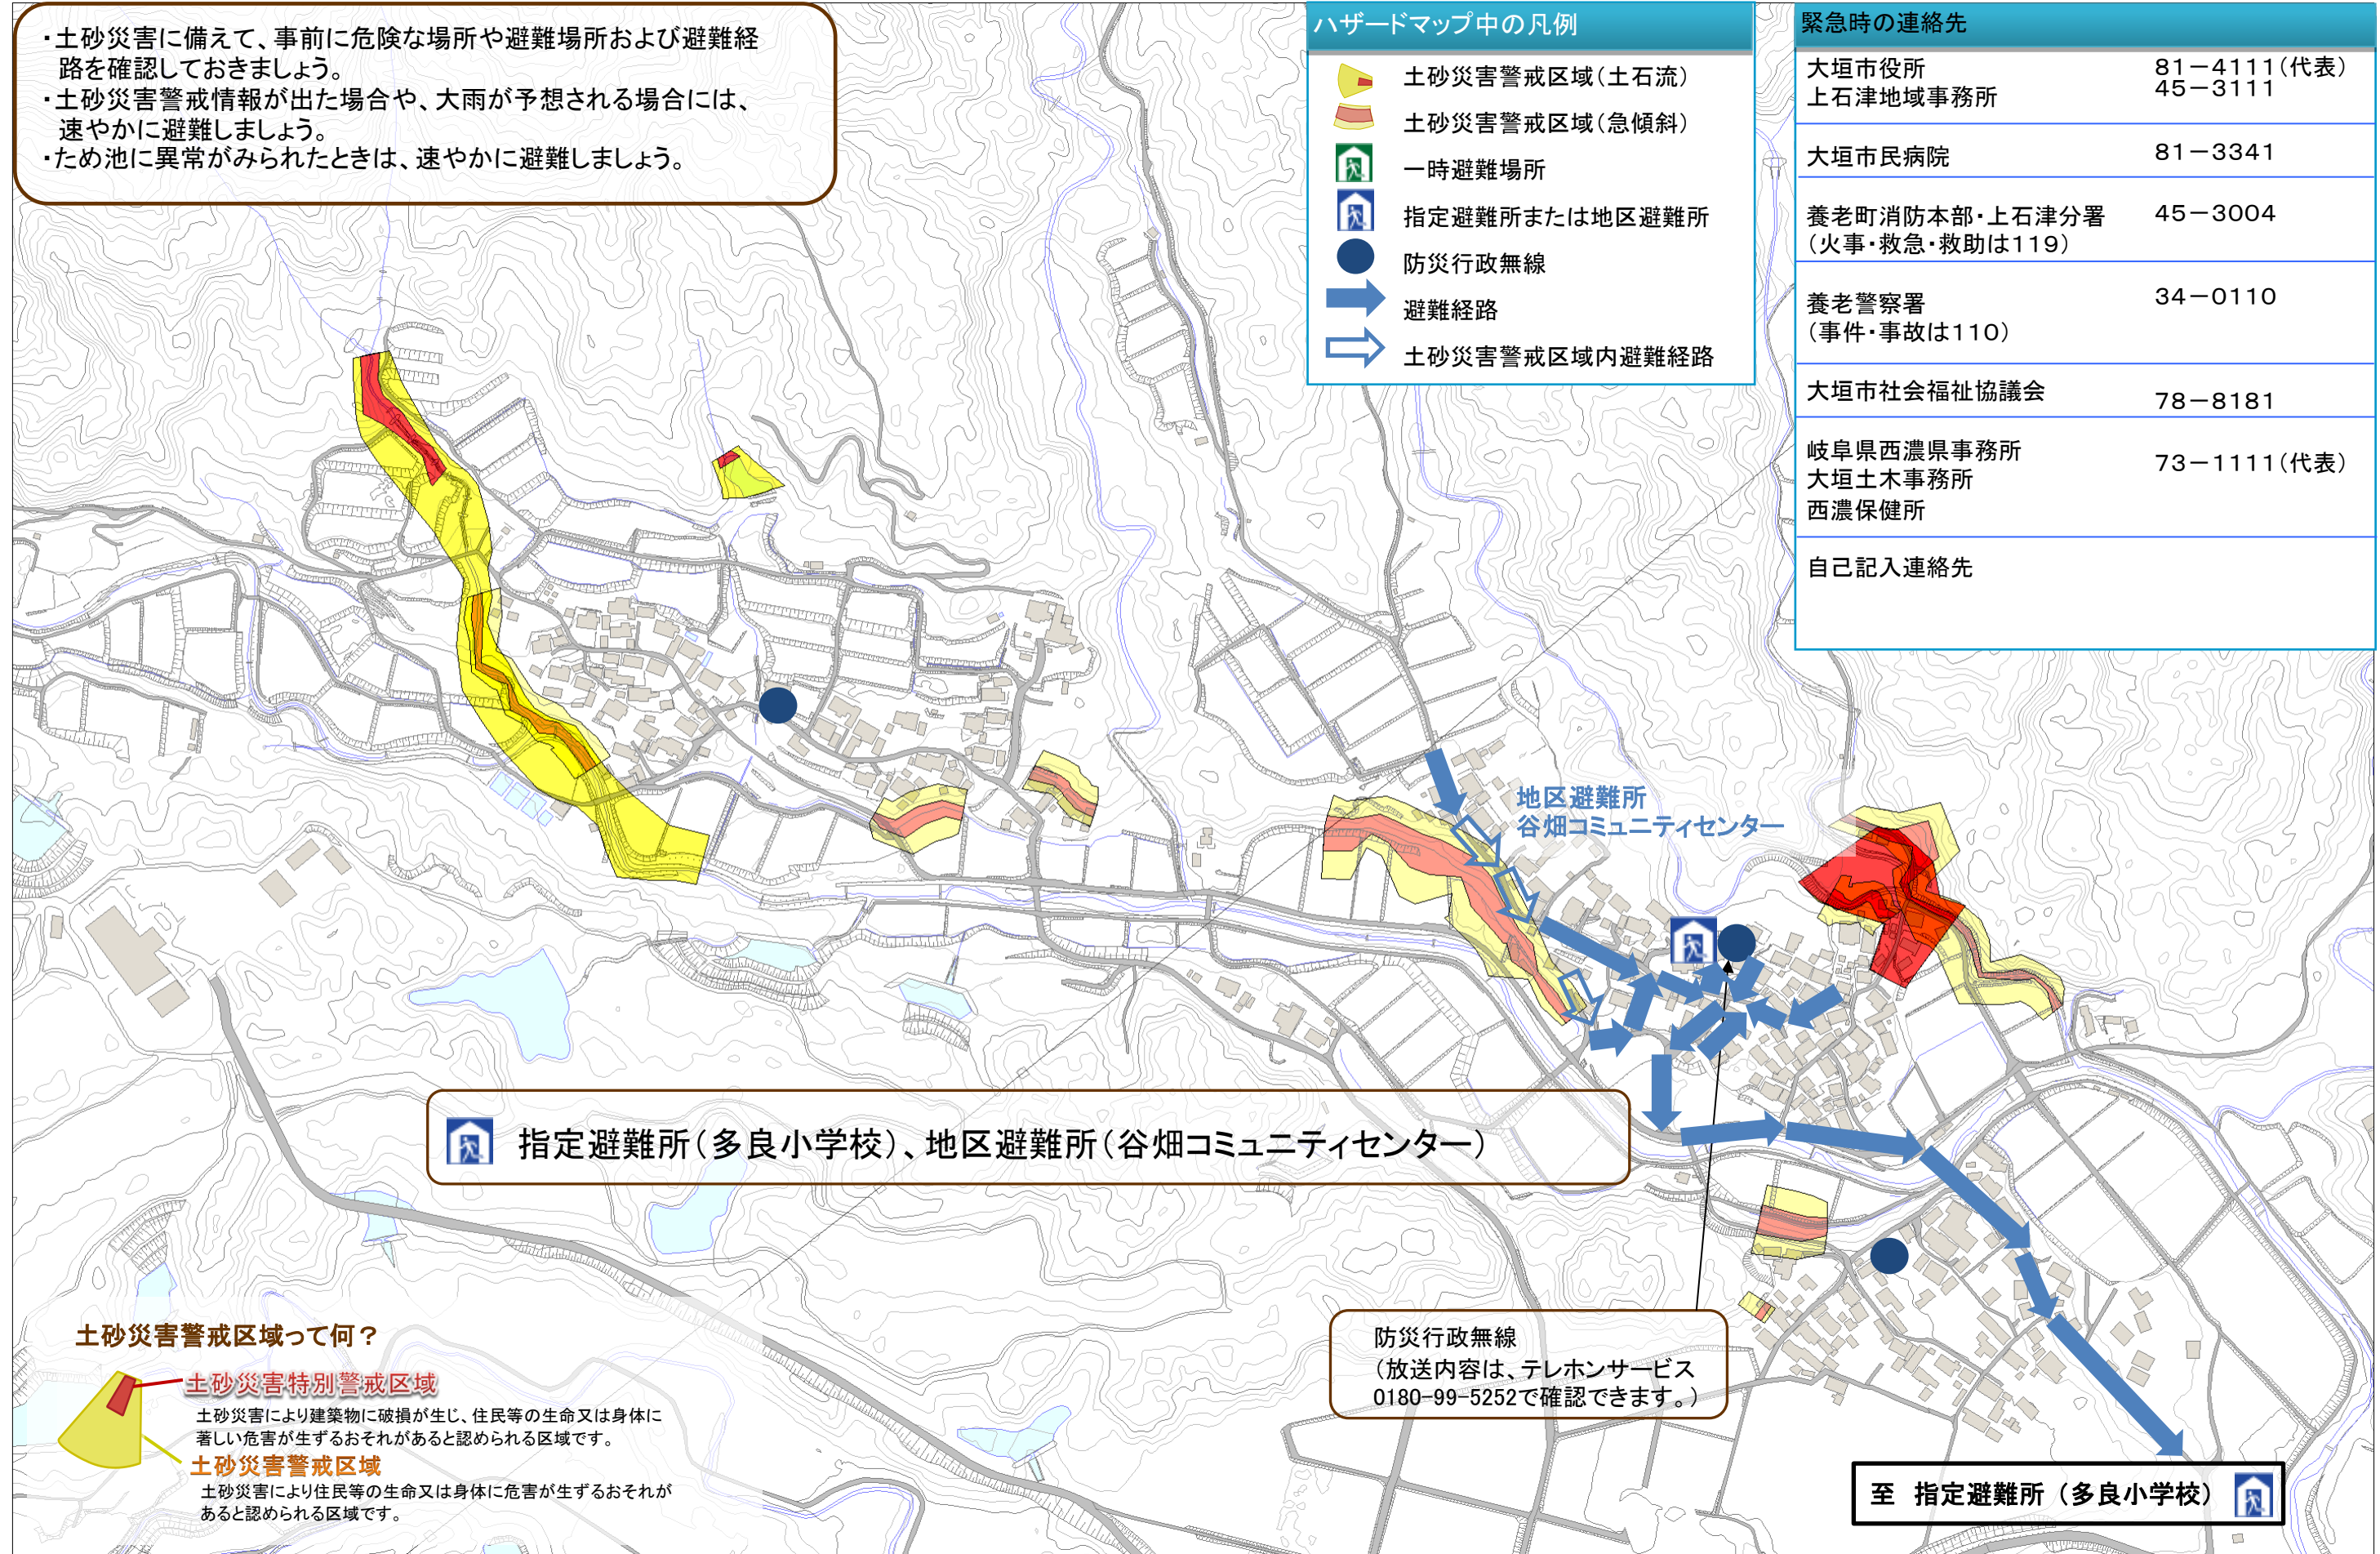 ・土砂災害に備えて、事前に危険な場所や避難場所および避難経
路を確認しておきましょう。
・土砂災害警戒情報が出た場合や、大雨が予想される場合には、
速やかに避難しましょう。
・ため池に異常がみられたときは、速やかに避難しましょう。
ハザードマップ中の凡例
土砂災害警戒区域(土石流)
土砂災害警戒区域(急傾斜)
一時避難場所
指定避難所または地区避難所
防災行政無線
避難経路
土砂災害警戒区域内避難経路
緊急時の連絡先
大垣市役所 81-4111(代表)
上石津地域事務所 45-3111
大垣市民病院 81-3341
養老町消防本部・上石津分署 45-3004
(火事・救急・救助は119)
養老警察署 34-0110
(事件・事故は110)
大垣市社会福祉協議会 78-8181
岐阜県西濃県事務所
大垣土木事務所 73-1111(代表)
西濃保健所
自己記入連絡先
地区避難所
谷畑コミュニティセンター
指定避難所(多良小学校)、地区避難所(谷畑コミュニティセンター)
防災行政無線
(放送内容は、テレホンサービス
0180-99-5252で確認できます。)
土砂災害警戒区域って何?
土砂災害特別警戒区域
土砂災害により建築物に破損が生じ、住民等の生命又は身体に
著しい危害が生ずるおそれがあると認められる区域です。
土砂災害警戒区域
土砂災害により住民等の生命又は身体に危害が生ずるおそれが
あると認められる区域です。
至 指定避難所(多良小学校)